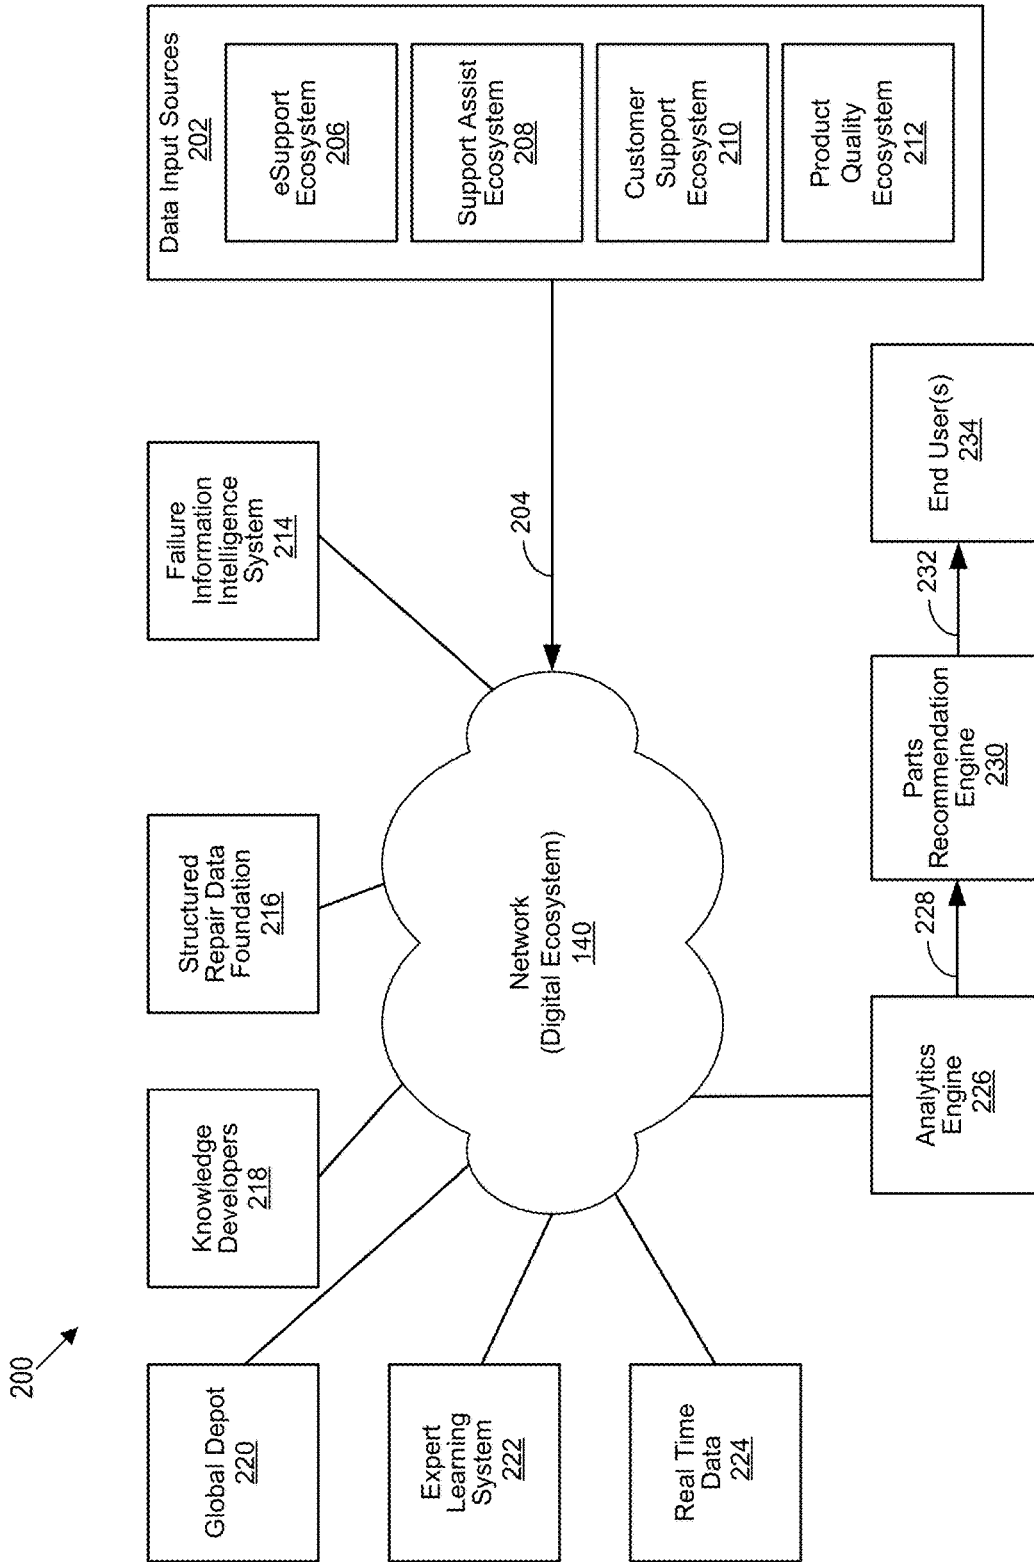 200
Global Depot
220
Knowledge
Developers
218
Structured
Repair Data
Foundation
216
Failure
Information
Intelligence
System
214
Data Input Sources
202
eSupport
Ecosystem
206
Support Assist
Ecosystem
208
Customer
Support
Ecosystem
210
Product
Quality
Ecosystem
212
204
Expert
Learning
System
222
Network
(Digital Ecosystem)
140
Real Time
Data
224
Analytics
Engine
226
228
Parts
Recommendation
Engine
230
232
End User(s)
234